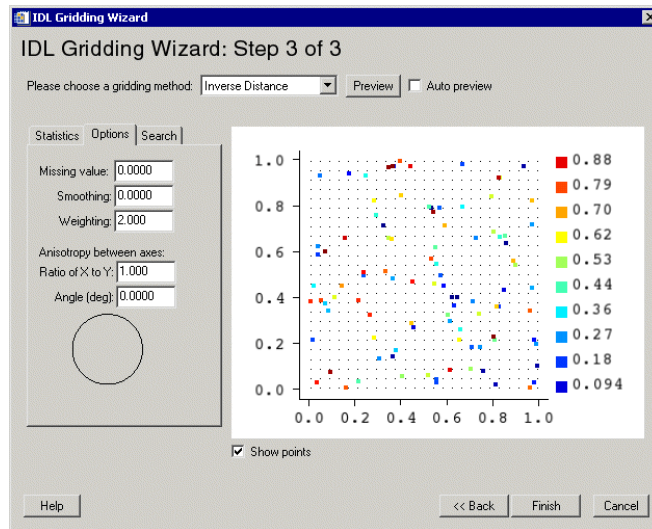 IDL Gridding Wizard
IDL Gridding Wizard: Step 3 of 3
Please choose a gridding method: Inverse Distance Preview Auto preview
Statistics Options Search
Missing value: 0.0000
Smoothing: 0.0000
Weighting: 2.000
Anisotropy between axes:
Ratio of X to Y: 1.000
Angle (deg): 0.0000
1.0
0.8
0.6
0.4
0.2
0.0
0.0 0.2 0.4 0.6 0.8 1.0
0.88
0.79
0.70
0.62
0.53
0.44
0.36
0.27
0.18
0.094
Show points
Help << Back Finish Cancel